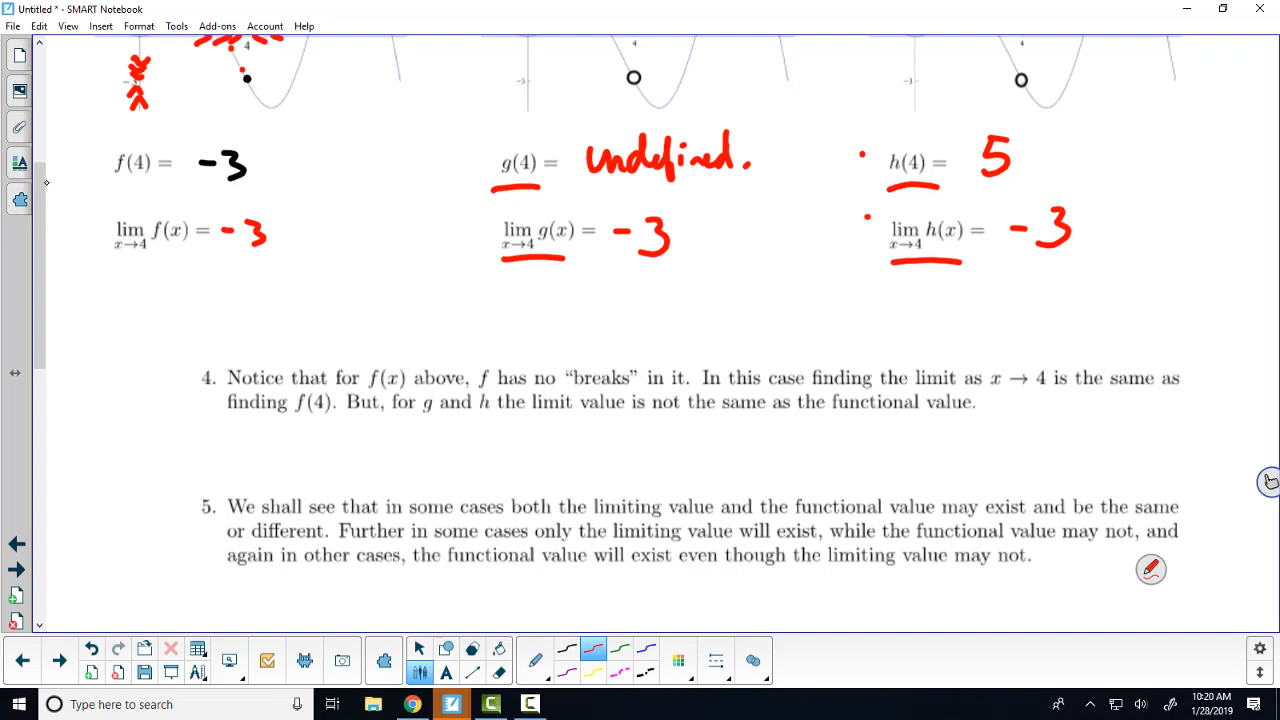 Untitled * - SMART Notebook
File Edit View Insert Format Tools Add-ons Account Help
4 4 4
-3 -3
f(4) = -3 g(4) = undefined. h(4) = 5
lim x→4 f(x) = -3 lim x→4 g(x) = -3 lim x→4 h(x) = -3
4. Notice that for f(x) above, f has no “breaks” in it. In this case finding the limit as x → 4 is the same as
finding f(4). But, for g and h the limit value is not the same as the functional value.
5. We shall see that in some cases both the limiting value and the functional value may exist and be the same
or different. Further in some cases only the limiting value will exist, while the functional value may not, and
again in other cases, the functional value will exist even though the limiting value may not.
Type here to search
10:20 AM
1/28/2019